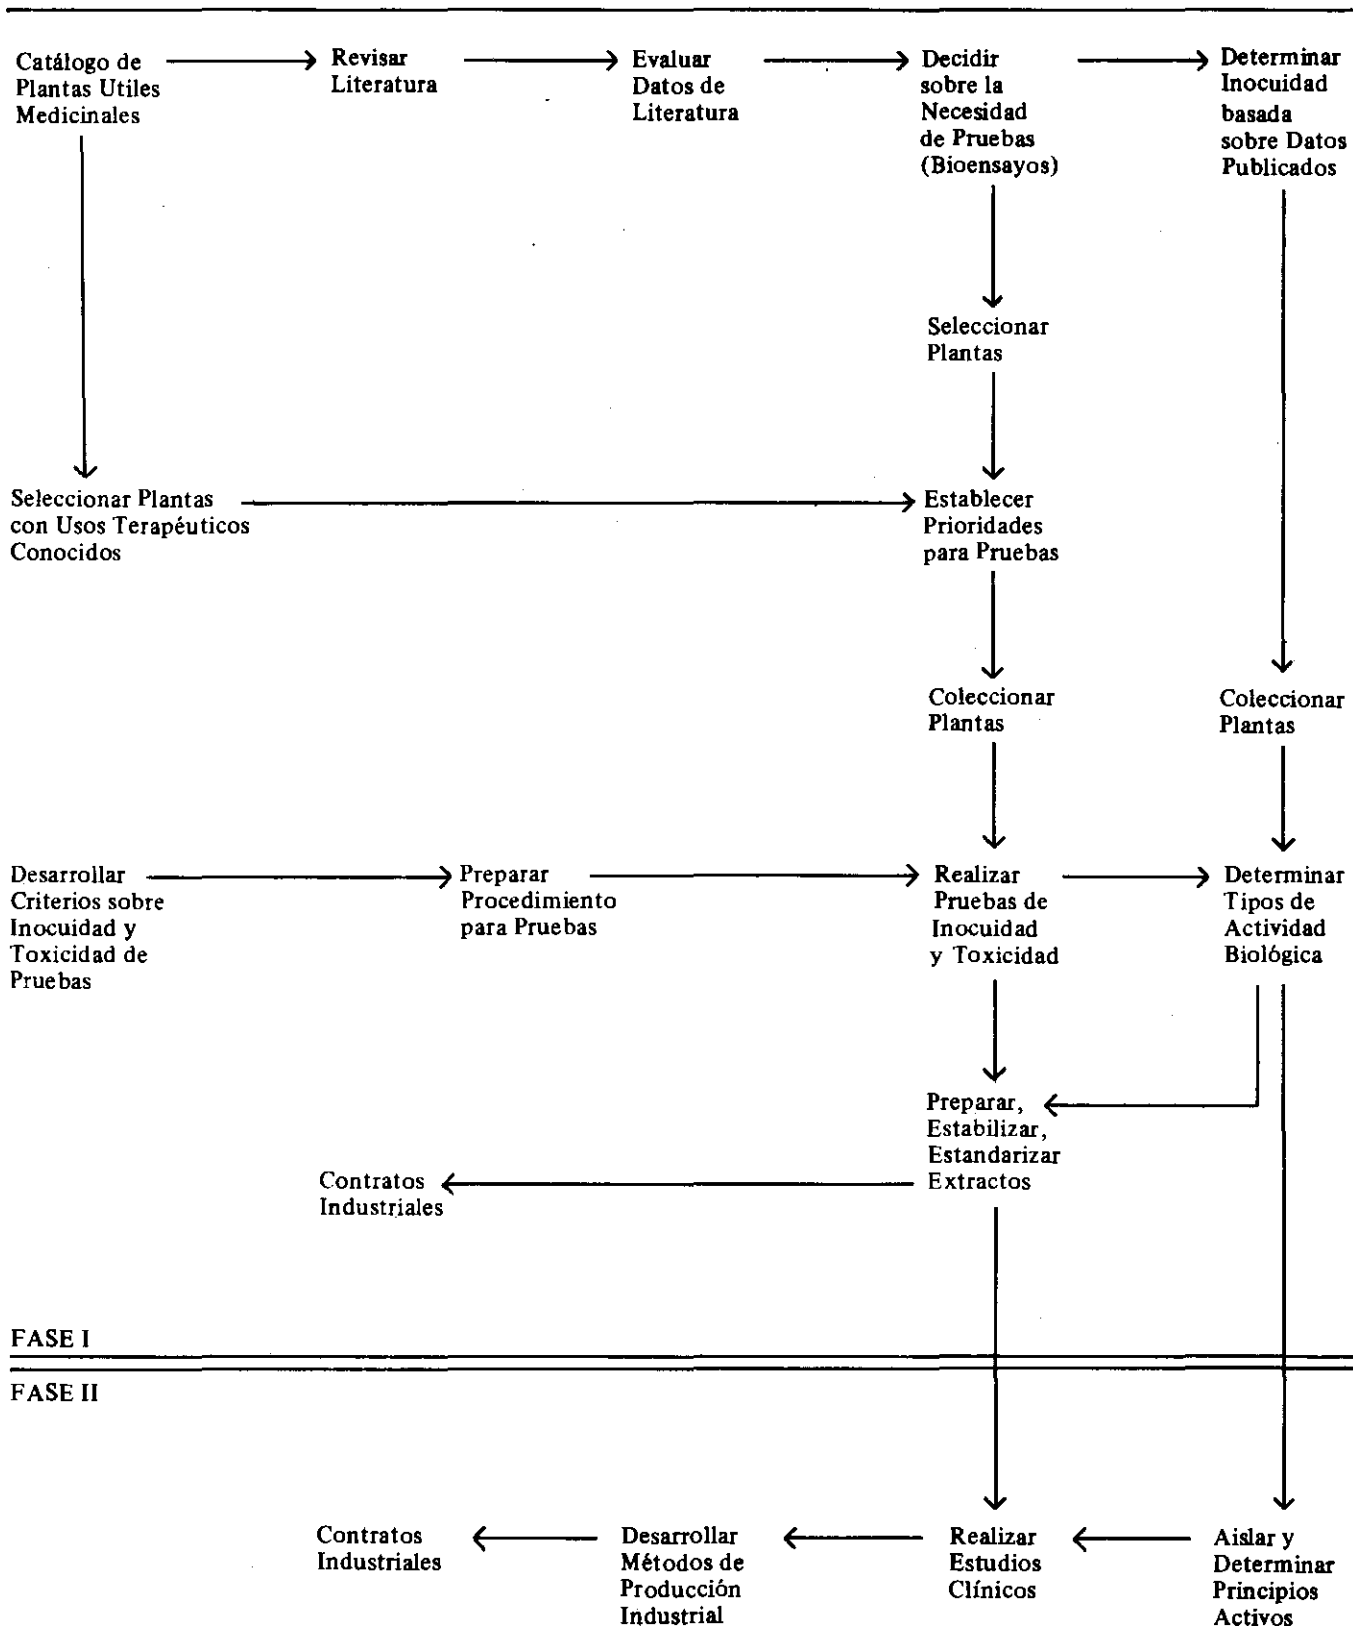 Catálogo de
Plantas Utiles
Medicinales
Revisar
Literatura
Evaluar
Datos de
Literatura
Decidir
sobre la
Necesidad
de Pruebas
(Bioensayos)
Determinar
Inocuidad
basada
sobre Datos
Publicados
Seleccionar
Plantas
Seleccionar Plantas
con Usos Terapéuticos
Conocidos
Establecer
Prioridades
para Pruebas
Coleccionar
Plantas
Coleccionar
Plantas
Desarrollar
Criterios sobre
Inocuidad y
Toxicidad de
Pruebas
Preparar
Procedimiento
para Pruebas
Realizar
Pruebas de
Inocuidad
y Toxicidad
Determinar
Tipos de
Actividad
Biológica
Preparar,
Estabilizar,
Estandarizar
Extractos
Contratos
Industriales
FASE I
FASE II
Contratos
Industriales
Desarrollar
Métodos de
Producción
Industrial
Realizar
Estudios
Clínicos
Aislar y
Determinar
Principios
Activos